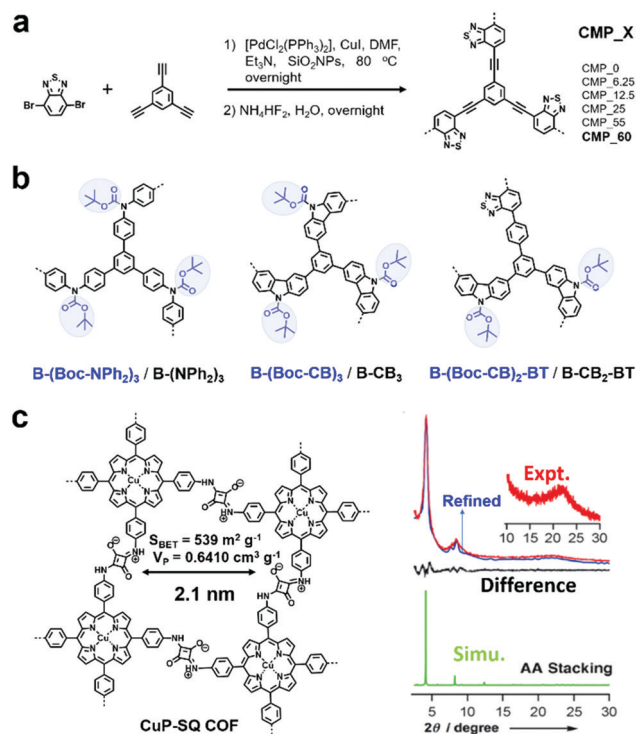 a
1) [PdCl2(PPh3)2], CuI, DMF,
Et3N, SiO2NPs, 80 ºC
overnight
2) NH4HF2, H2O, overnight
Br
N
S
N
Br
+
N S N
N S N
N S N
CMP_X
CMP_0
CMP_6.25
CMP_12.5
CMP_25
CMP_55
CMP_60
b
B-(Boc-NPh2)3 / B-(NPh2)3
B-(Boc-CB)3 / B-CB3
B-(Boc-CB)2-BT / B-CB2-BT
c
SBET = 539 m² g⁻¹
VP = 0.6410 cm³ g⁻¹
2.1 nm
CuP-SQ COF
Expt.
10 15 20 25 30
Refined
Difference
Simu.
AA Stacking
5 10 15 20 25 30
2θ / degree